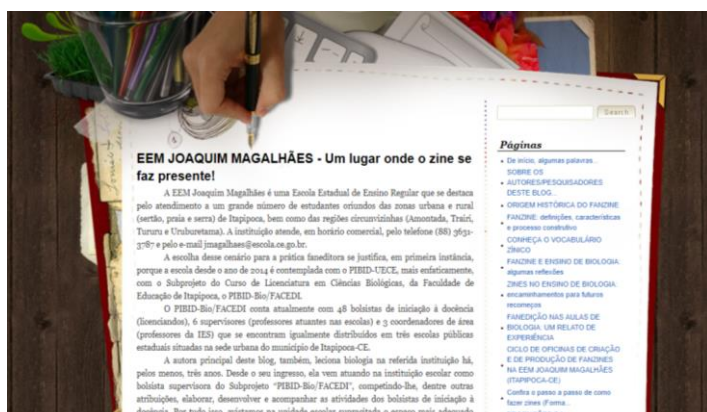 EEM JOAQUIM MAGALHÃES - Um lugar onde o zine se
faz presente!
A EEM Joaquim Magalhães é uma Escola Estadual de Ensino Regular que se destaca
pelo atendimento a um grande número de estudantes oriundos das zonas urbana e rural
(sertão, praia e serra) de Itapipoca, bem como das regiões circunvizinhas (Amontada, Trairi,
Tururu e Uruburetama). A instituição atende, em horário comercial, pelo telefone (88) 3631-
3787 e pelo e-mail jmagalhaes@escola.ce.go.br.
A escolha desse cenário para a prática faneditora se justifica, em primeira instância,
porque a escola desde o ano de 2014 é contemplada com o PIBID-UECE, mais enfaticamente,
com o Subprojeto do Curso de Licenciatura em Ciências Biológicas, da Faculdade de
Educação de Itapipoca, o PIBID-Bio/FACEDI.
O PIBID-Bio/FACEDI conta atualmente com 48 bolsistas de iniciação à docência
(licenciandos), 6 supervisores (professores atuantes nas escolas) e 3 coordenadores de área
(professores da IES) que se encontram igualmente distribuídos em três escolas públicas
estaduais situadas na sede urbana do município de Itapipoca-CE.
A autora principal deste blog, também, leciona biologia na referida instituição há,
pelo menos, três anos. Desde o seu ingresso, ela vem atuando na instituição escolar como
bolsista supervisora do Subprojeto "PIBID-Bio/FACEDI", competindo-lhe, dentre outras
atribuições, elaborar, desenvolver e acompanhar as atividades dos bolsistas de iniciação à
Search
Páginas
De início, algumas palavras...
SOBRE OS
AUTORES/PESQUISADORES
DESTE BLOG...
ORIGEM HISTÓRICA DO FANZINE
FANZINE: definições, características
e processo construtivo
CONHEÇA O VOCABULÁRIO
ZÍNICO
FANZINE E ENSINO DE BIOLOGIA:
algumas reflexões
ZINES NO ENSINO DE BIOLOGIA:
encaminhamentos para futuros
recomeços
FANEDIÇÃO NAS AULAS DE
BIOLOGIA: UM RELATO DE
EXPERIÊNCIA
CICLO DE OFICINAS DE CRIAÇÃO
E DE PRODUÇÃO DE FANZINES
NA EEM JOAQUIM MAGALHÃES
(ITAPIPOCA-CE)
Confira o passo a passo de como
fazer zines (Forma...